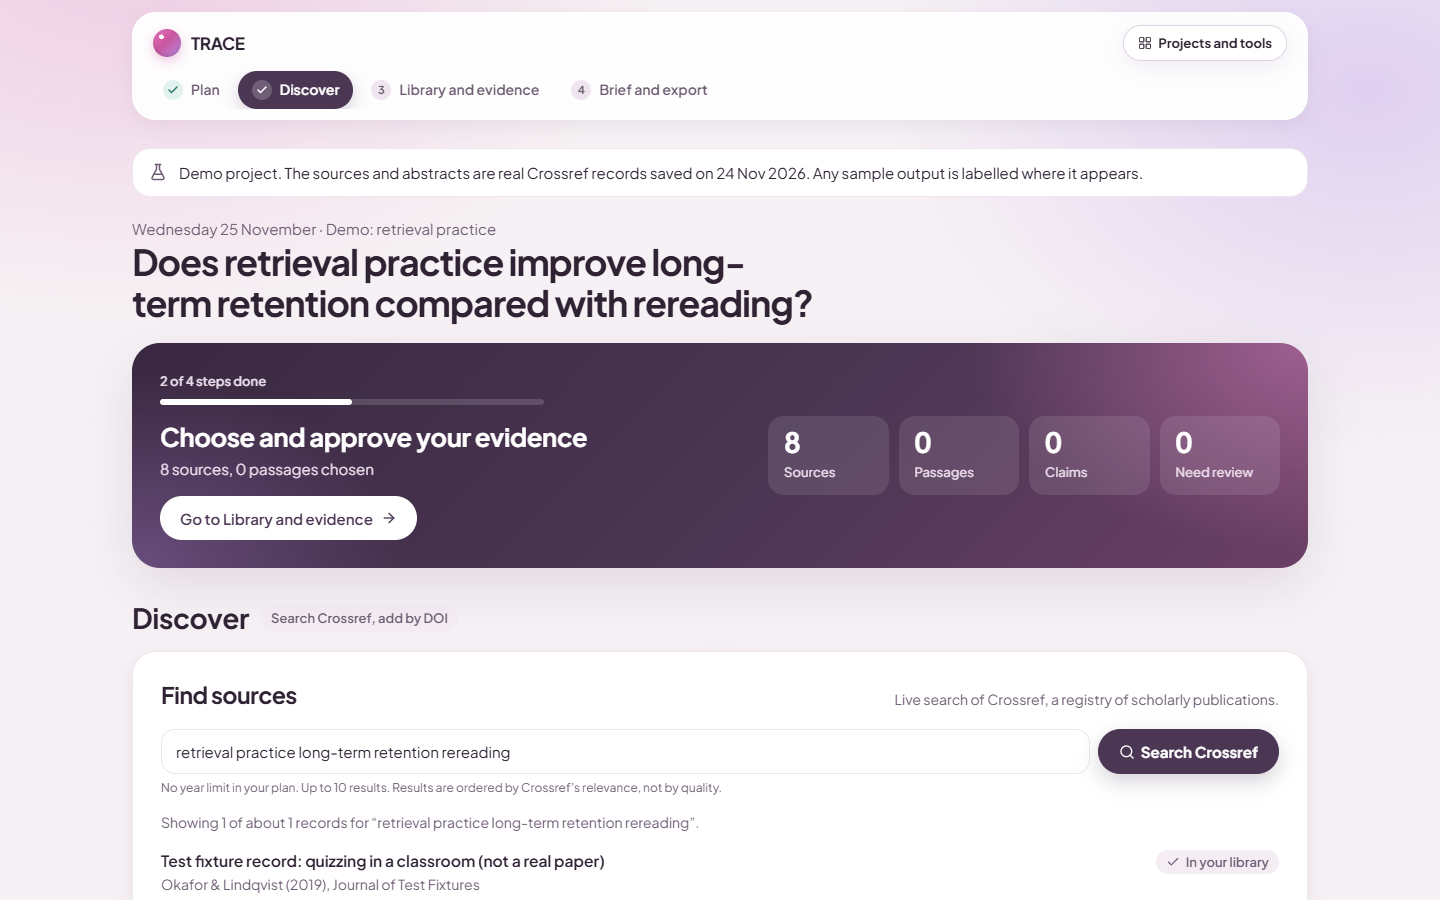 TRACE
Projects and tools
Plan
Discover
3 Library and evidence
4 Brief and export
Demo project. The sources and abstracts are real Crossref records saved on 24 Nov 2026. Any sample output is labelled where it appears.
Wednesday 25 November · Demo: retrieval practice
Does retrieval practice improve long-
term retention compared with rereading?
2 of 4 steps done
Choose and approve your evidence
8 sources, 0 passages chosen
Go to Library and evidence
8
Sources
0
Passages
0
Claims
0
Need review
Discover
Search Crossref, add by DOI
Find sources
Live search of Crossref, a registry of scholarly publications.
retrieval practice long-term retention rereading
Search Crossref
No year limit in your plan. Up to 10 results. Results are ordered by Crossref's relevance, not by quality.
Showing 1 of about 1 records for “retrieval practice long-term retention rereading”.
Test fixture record: quizzing in a classroom (not a real paper)
In your library
Okafor & Lindqvist (2019), Journal of Test Fixtures